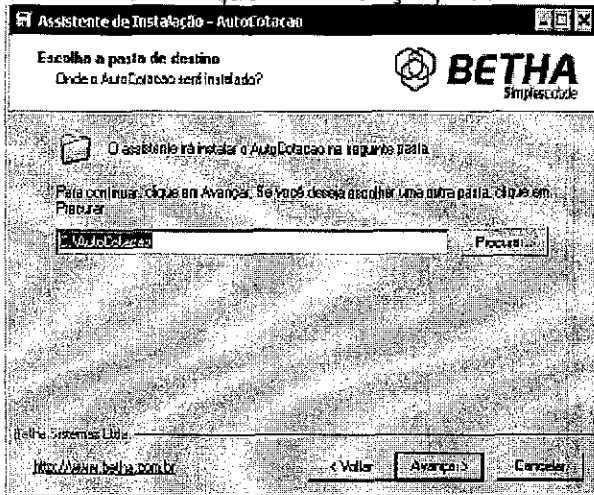 Assistente de Instalação - AutoCotacao
Escolha a pasta de destino
Onde o AutoCotacao será instalado?
BETHA
Simplescidade
O assistente irá instalar o AutoCotacao na seguinte pasta.
Para continuar, clique em Avançar. Se você deseja escolher uma outra pasta, clique em
Procurar.
C:\AutoCotacao
Procurar...
Betha Sistemas Ltda.
http://www.betha.com.br
< Voltar
Avançar >
Cancelar